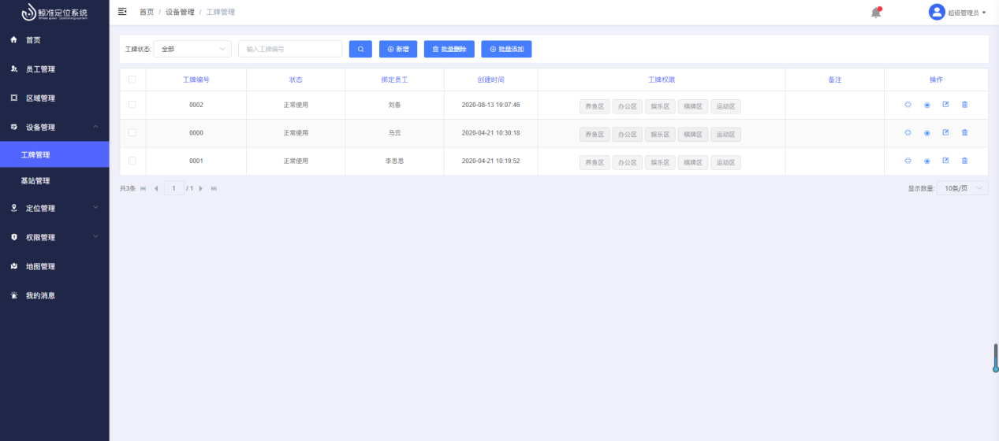 鲸准定位系统
首页 / 设备管理 / 工牌管理
超级管理员
首页
员工管理
区域管理
设备管理
工牌管理
基站管理
定位管理
权限管理
地图管理
我的消息
工牌状态: 全部 输入工牌编号 新增 批量删除 批量添加
工牌编号 状态 绑定员工 创建时间 工牌权限 备注 操作
0002 正常使用 刘备 2020-08-13 19:07:46 养鱼区 办公区 娱乐区 棋牌区 运动区
0000 正常使用 马云 2020-04-21 10:30:18 养鱼区 办公区 娱乐区 棋牌区 运动区
0001 正常使用 李思思 2020-04-21 10:19:52 养鱼区 办公区 娱乐区 棋牌区 运动区
共3条 1 / 1 显示数量: 10条/页